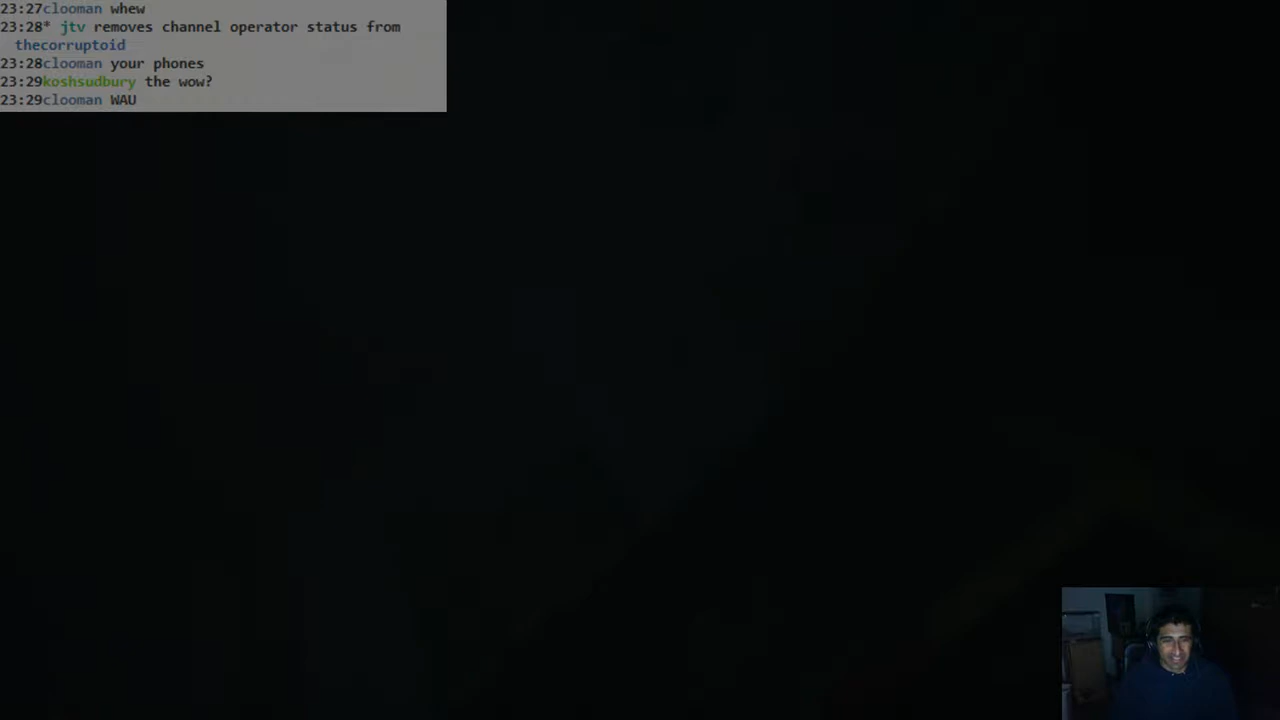 23:27clooman whew
23:28* jtv removes channel operator status from
thecorruptoid
23:28clooman your phones
23:29koshsudbury the wow?
23:29clooman WAU